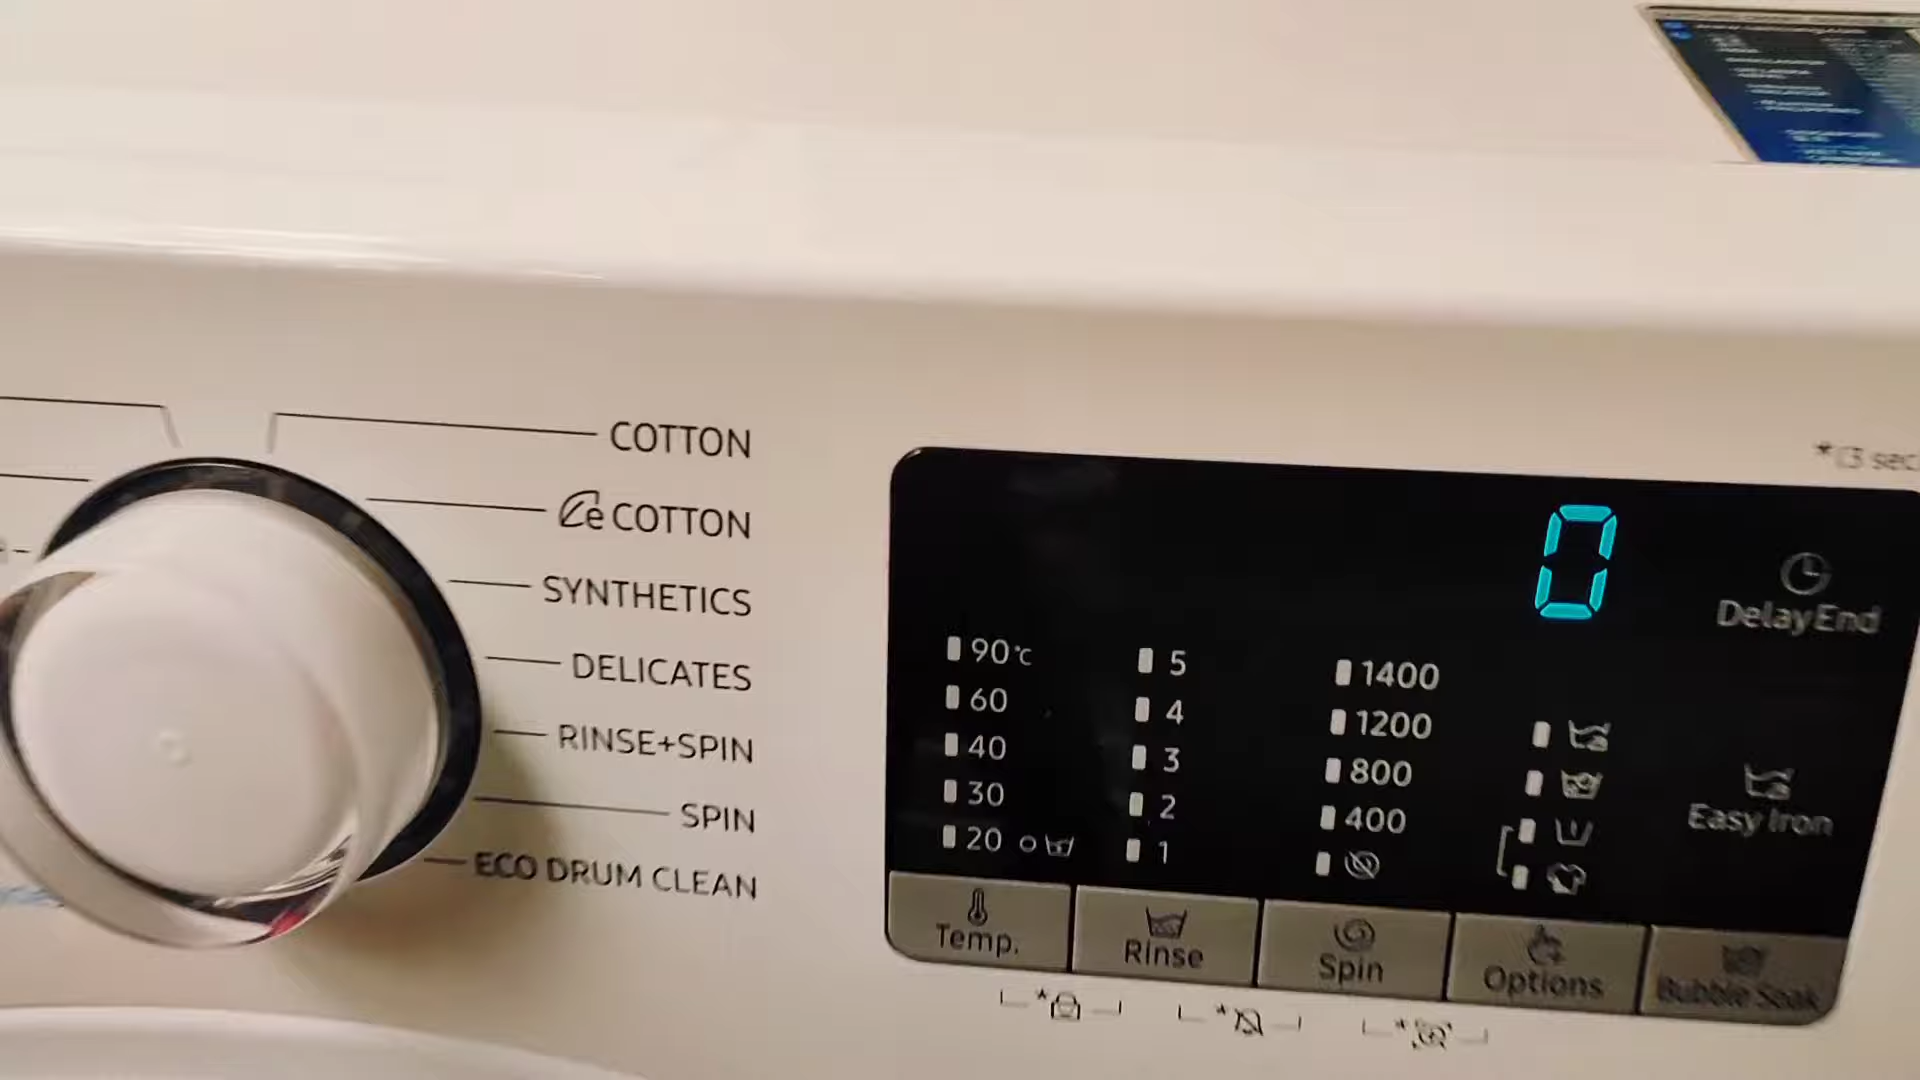 COTTON
e COTTON
SYNTHETICS
DELICATES
RINSE+SPIN
SPIN
ECO DRUM CLEAN
*(3 sec
0
Delay End
90℃
60
40
30
20
5
4
3
2
1
1400
1200
800
400
Easy Iron
Temp.
Rinse
Spin
Options
Bubble Soak